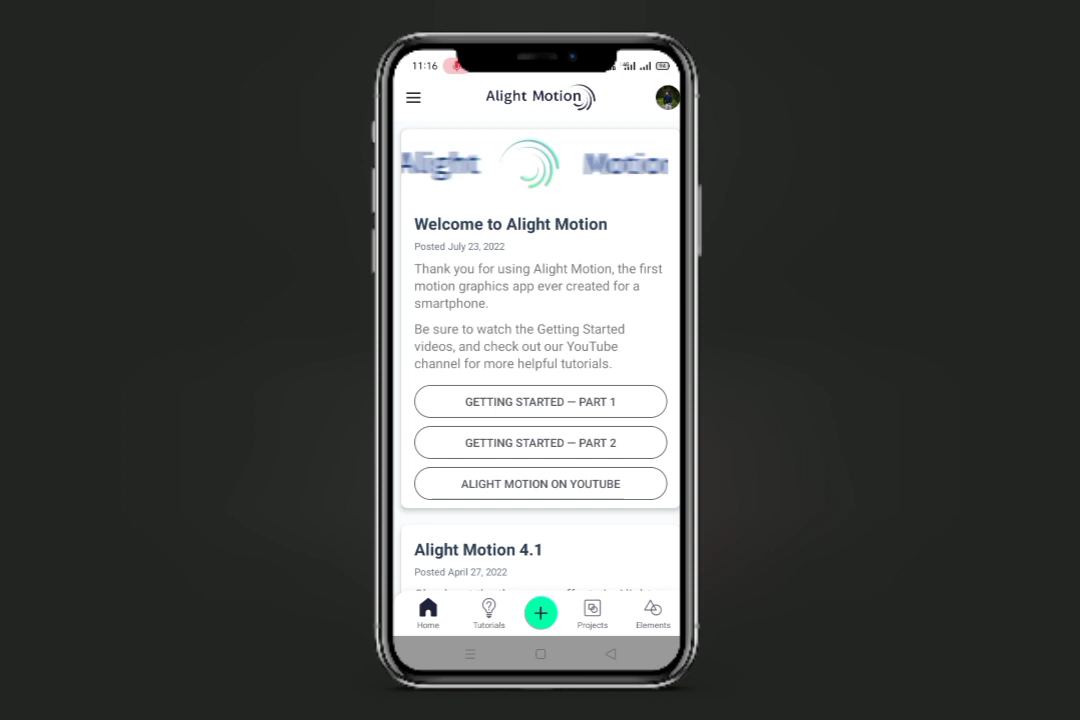 11:16
94
Alight Motion
Alight Motion
Welcome to Alight Motion
Posted July 23, 2022
Thank you for using Alight Motion, the first
motion graphics app ever created for a
smartphone.
Be sure to watch the Getting Started
videos, and check out our YouTube
channel for more helpful tutorials.
GETTING STARTED — PART 1
GETTING STARTED — PART 2
ALIGHT MOTION ON YOUTUBE
Alight Motion 4.1
Posted April 27, 2022
Home Tutorials + Projects Elements